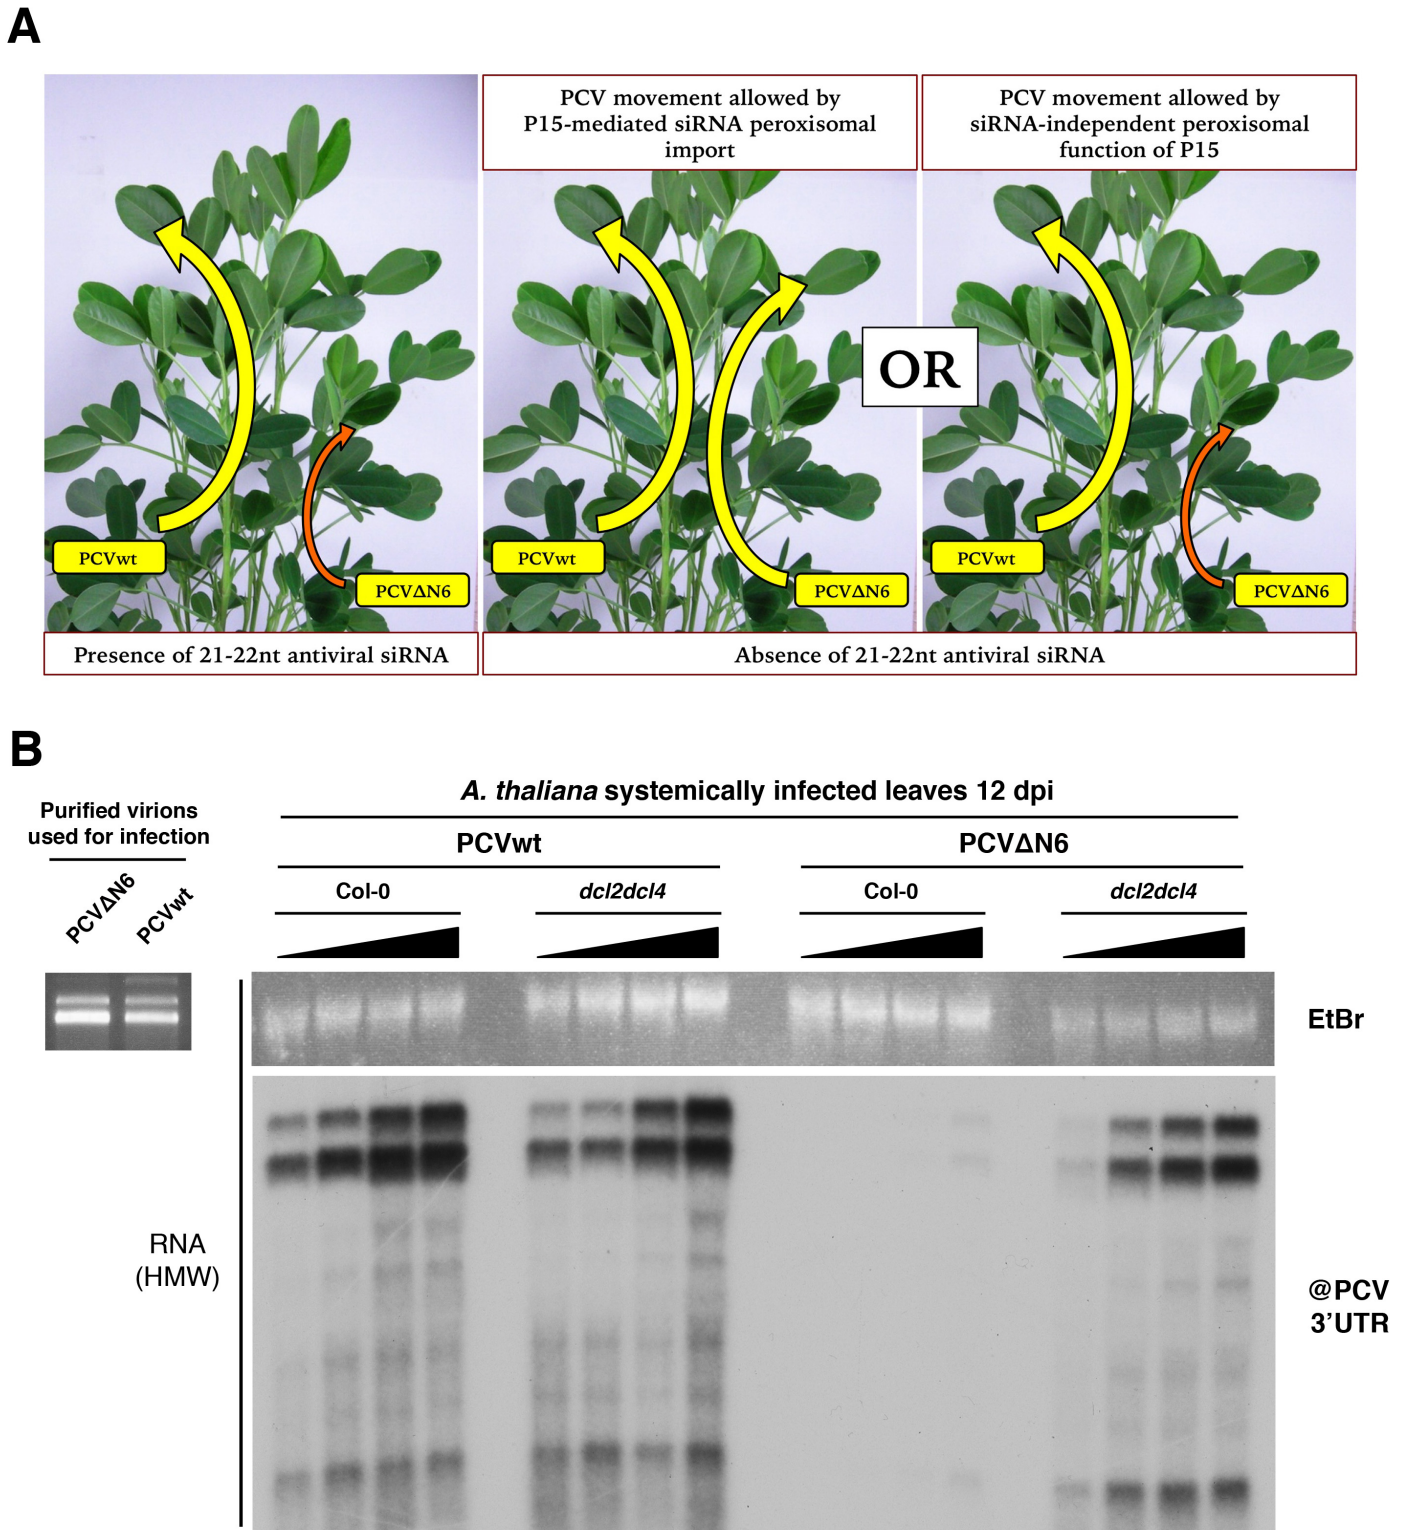 A
PCV movement allowed by
P15-mediated siRNA peroxisomal
import
PCV movement allowed by
siRNA-independent peroxisomal
function of P15
OR
PCVwt
PCVΔN6
PCVwt
PCVΔN6
PCVwt
PCVΔN6
Presence of 21-22nt antiviral siRNA
Absence of 21-22nt antiviral siRNA
B
Purified virions
used for infection
PCVΔN6
PCVwt
A. thaliana systemically infected leaves 12 dpi
PCVwt
PCVΔN6
Col-0
dcl2dcl4
Col-0
dcl2dcl4
EtBr
RNA
(HMW)
@PCV
3’UTR